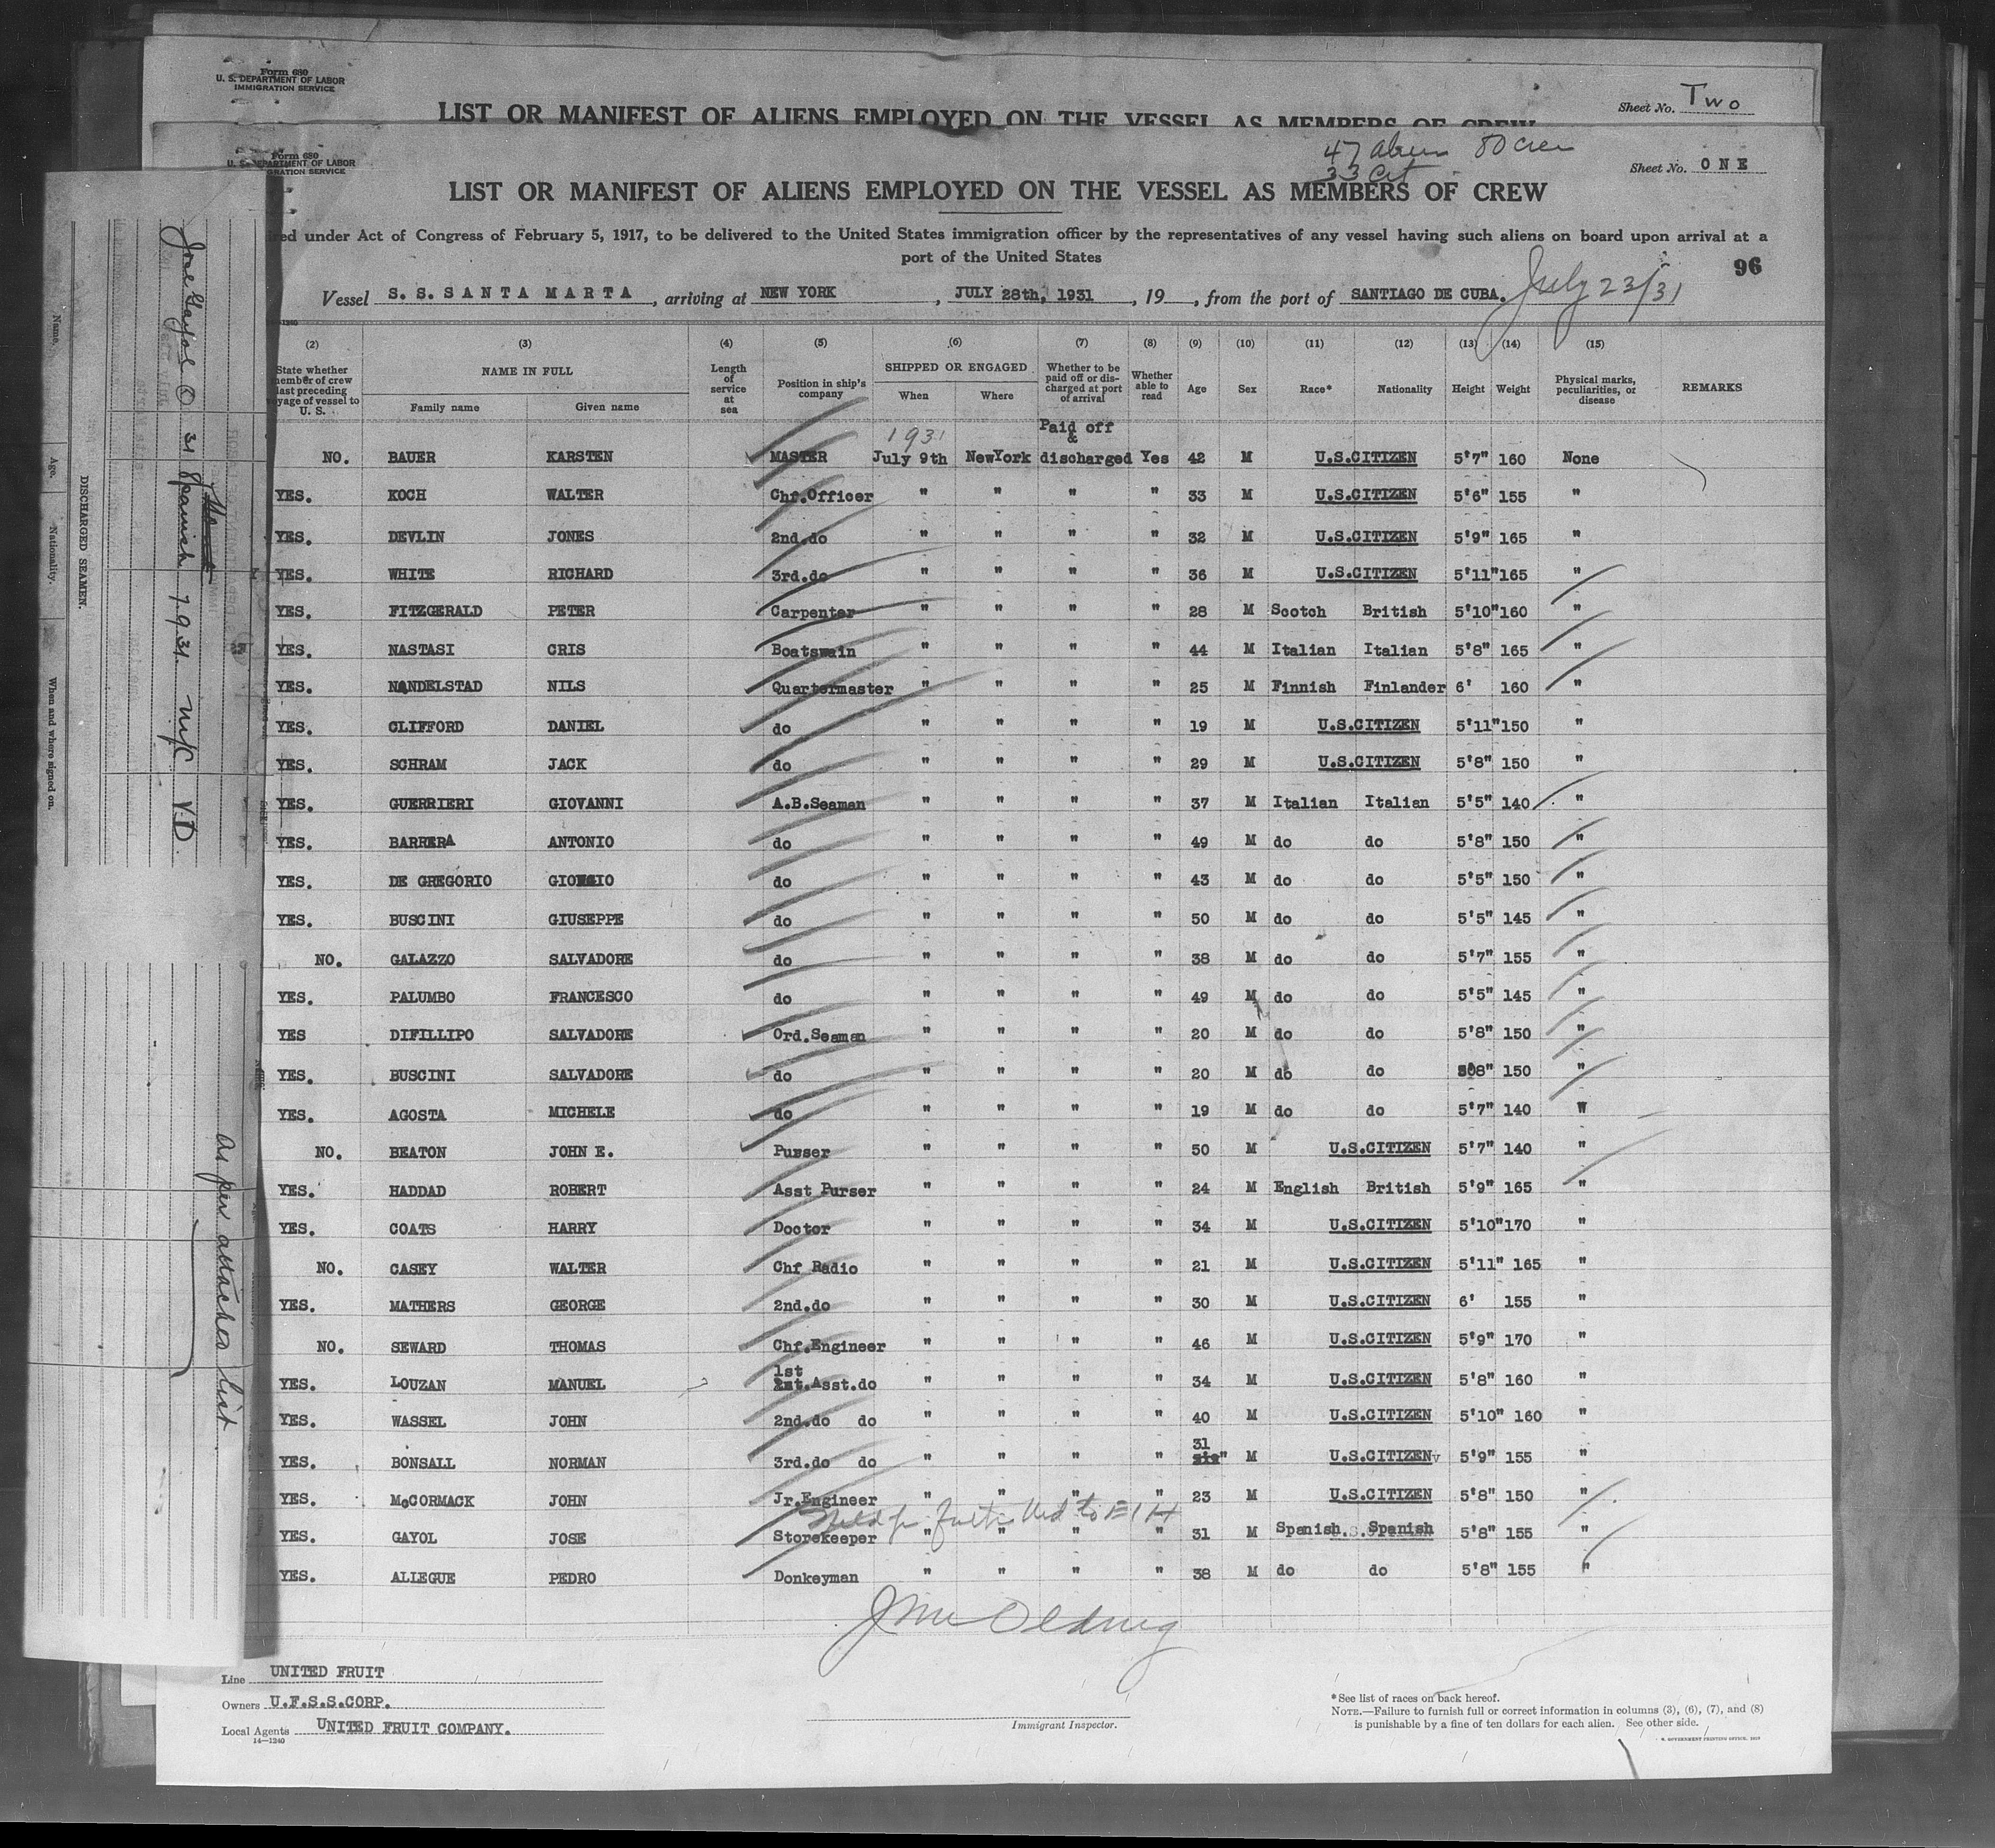 Form 680
U. S. DEPARTMENT OF LABOR
IMMIGRATION SERVICE
LIST OR MANIFEST OF ALIENS EMPLOYED ON THE VESSEL AS MEMBERS OF CREW
Sheet No. Two
Form 680
U. S. DEPARTMENT OF LABOR
GRATION SERVICE
47 alien 80 crew
33 Cit
Sheet No. ONE
LIST OR MANIFEST OF ALIENS EMPLOYED ON THE VESSEL AS MEMBERS OF CREW
ired under Act of Congress of February 5, 1917, to be delivered to the United States immigration officer by the representatives of any vessel having such aliens on board upon arrival at a
port of the United States
96
Vessel S. S. SANTA MARTA, arriving at NEW YORK, JULY 28th, 1931, 19, from the port of SANTIAGO DE CUBA. July 23/31
(2) (3) (4) (5) (6) (7) (8) (9) (10) (11) (12) (13) (14) (15)
State whether member of crew last preceding voyage of vessel to U. S.
NAME IN FULL
Family name Given name
Length of service at sea
Position in ship's company
SHIPPED OR ENGAGED
When Where
Whether to be paid off or discharged at port of arrival
Whether able to read
Age Sex Race* Nationality Height Weight
Physical marks, peculiarities, or disease
REMARKS
1931 Paid off &
NO. BAUER KARSTEN MASTER July 9th NewYork discharged Yes 42 M U.S.CITIZEN 5'7" 160 None
YES. KOCH WALTER Chf.Officer " " " " 33 M U.S.CITIZEN 5'6" 155 "
YES. DEVLIN JONES 2nd.do " " " " 32 M U.S.CITIZEN 5'9" 165 "
YES. WHITE RICHARD 3rd.do " " " " 36 M U.S.CITIZEN 5'11" 165 "
YES. FITZGERALD PETER Carpenter " " " " 28 M Scotch British 5'10" 160 "
YES. NASTASI CRIS Boatswain " " " " 44 M Italian Italian 5'8" 165 "
YES. NANDELSTAD NILS Quartermaster " " " " 25 M Finnish Finlander 6' 160 "
YES. CLIFFORD DANIEL do " " " " 19 M U.S.CITIZEN 5'11" 150 "
YES. SCHRAM JACK do " " " " 29 M U.S.CITIZEN 5'8" 150 "
YES. GUERRIERI GIOVANNI A.B.Seaman " " " " 37 M Italian Italian 5'5" 140 "
YES. BARRERA ANTONIO do " " " " 49 M do do 5'8" 150 "
YES. DE GREGORIO GIORGIO do " " " " 43 M do do 5'5" 150 "
YES. BUSCINI GIUSEPPE do " " " " 50 M do do 5'5" 145 "
NO. GALAZZO SALVADORE do " " " " 38 M do do 5'7" 155 "
YES. PALUMBO FRANCESCO do " " " " 49 M do do 5'5" 145 "
YES DIFILLIPO SALVADORE Ord.Seaman " " " " 20 M do do 5'8" 150 "
YES. BUSCINI SALVADORE do " " " " 20 M do do 8" 150 "
YES. AGOSTA MICHELE do " " " " 19 M do do 5'7" 140 "
NO. BEATON JOHN E. Purser " " " " 50 M U.S.CITIZEN 5'7" 140 "
YES. HADDAD ROBERT Asst Purser " " " " 24 M English British 5'9" 165 "
YES. COATS HARRY Doctor " " " " 34 M U.S.CITIZEN 5'10" 170 "
NO. CASEY WALTER Chf Radio " " " " 21 M U.S.CITIZEN 5'11" 165 "
YES. MATHERS GEORGE 2nd.do " " " " 30 M U.S.CITIZEN 6' 155 "
NO. SEWARD THOMAS Chf.Engineer " " " " 46 M U.S.CITIZEN 5'9" 170 "
YES. LOUZAN MANUEL 1st Asst.do " " " " 34 M U.S.CITIZEN 5'8" 160 "
YES. WASSEL JOHN 2nd.do do " " " " 40 M U.S.CITIZEN 5'10" 160 "
YES. BONSALL NORMAN 3rd.do do " " " " 31 M U.S.CITIZEN 5'9" 155 "
YES. McCORMACK JOHN Jr.Engineer " " " " 23 M U.S.CITIZEN 5'8" 150 "
YES. GAYOL JOSE Storekeeper " " " " 31 M Spanish Spanish 5'8" 155 "
YES. ALLEGUE PEDRO Donkeyman " " " " 38 M do do 5'8" 155 "
Line UNITED FRUIT
Owners U.F.S.S.CORP.
Local Agents UNITED FRUIT COMPANY.
14—1240
Immigrant Inspector.
*See list of races on back hereof.
NOTE.—Failure to furnish full or correct information in columns (3), (6), (7), and (8)
is punishable by a fine of ten dollars for each alien. See other side.
U. S. GOVERNMENT PRINTING OFFICE
DISCHARGED SEAMEN.
Name. Age. Nationality. When and where signed on.
Jose Gayol 31 Spanish 7.9.31. NYC V.D.
As per attached list